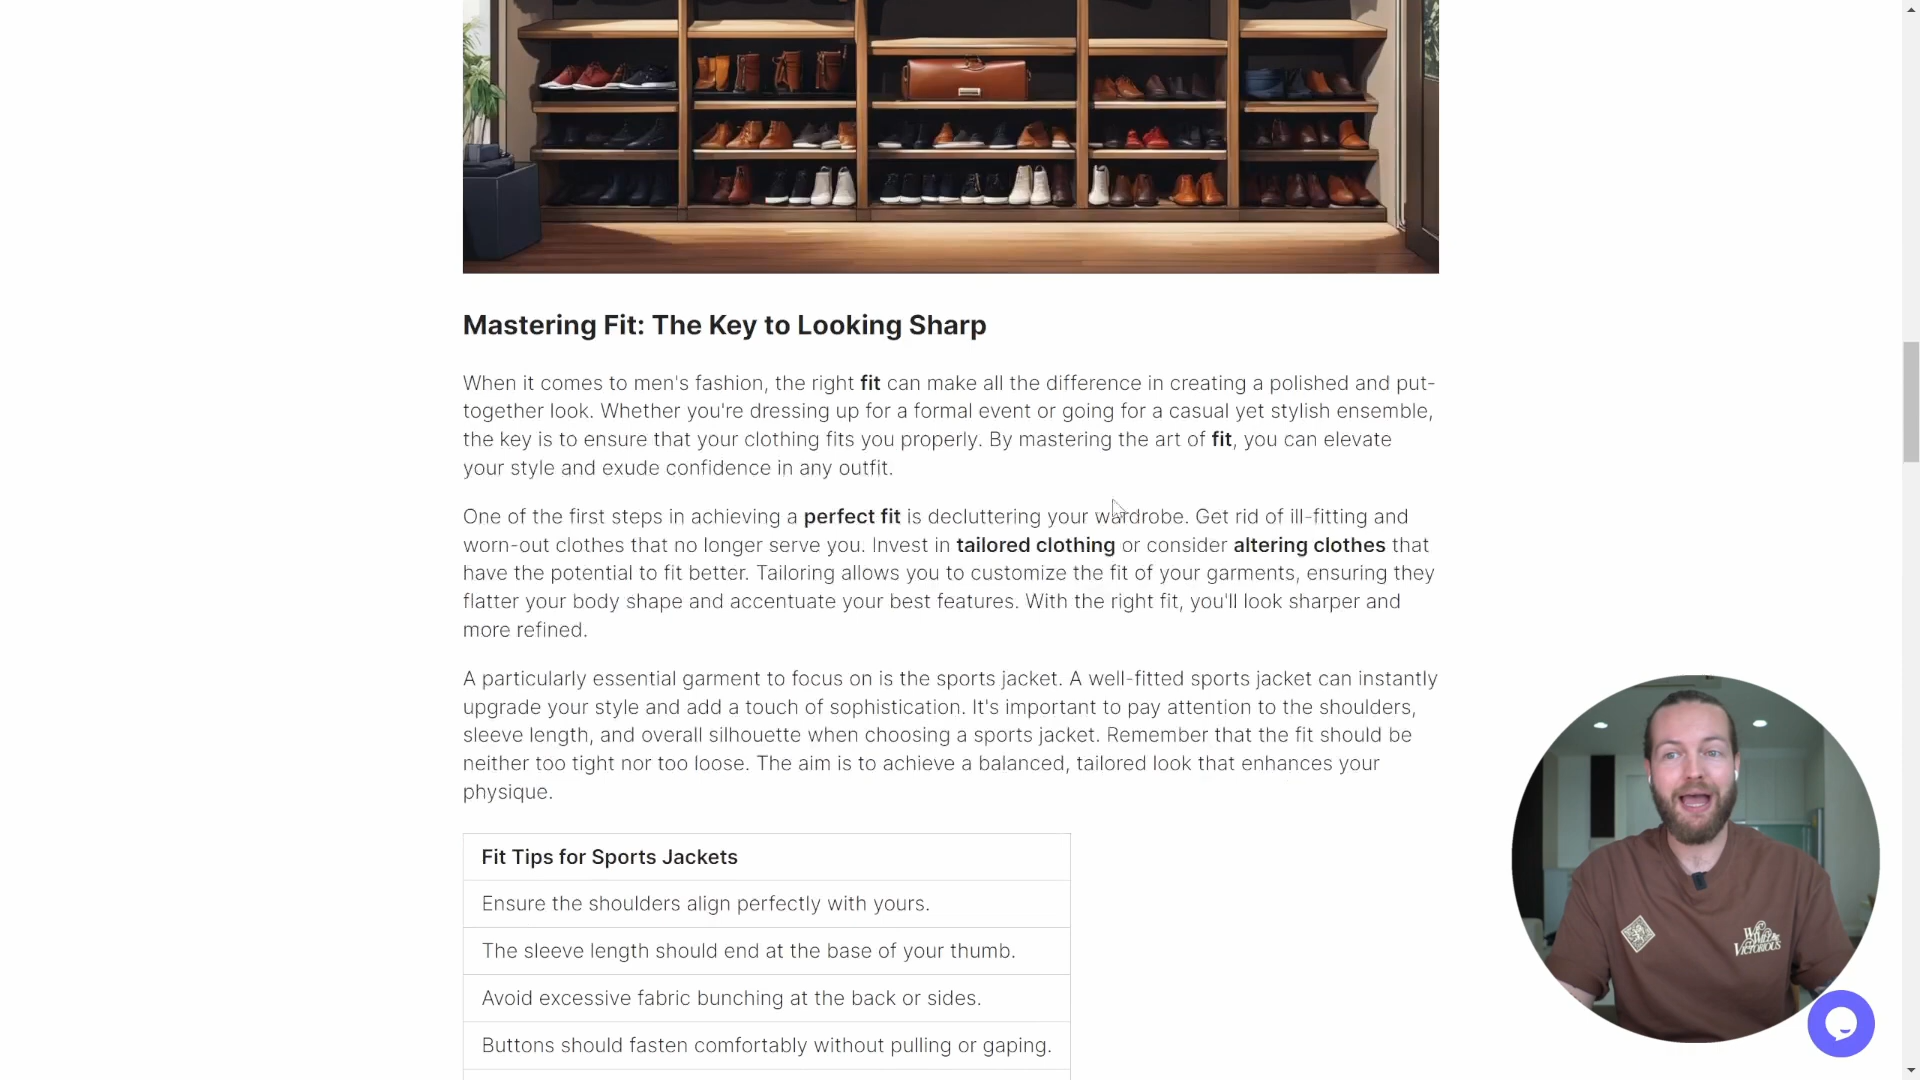 Mastering Fit: The Key to Looking Sharp
When it comes to men's fashion, the right fit can make all the difference in creating a polished and put-
together look. Whether you're dressing up for a formal event or going for a casual yet stylish ensemble,
the key is to ensure that your clothing fits you properly. By mastering the art of fit, you can elevate
your style and exude confidence in any outfit.
One of the first steps in achieving a perfect fit is decluttering your wardrobe. Get rid of ill-fitting and
worn-out clothes that no longer serve you. Invest in tailored clothing or consider altering clothes that
have the potential to fit better. Tailoring allows you to customize the fit of your garments, ensuring they
flatter your body shape and accentuate your best features. With the right fit, you'll look sharper and
more refined.
A particularly essential garment to focus on is the sports jacket. A well-fitted sports jacket can instantly
upgrade your style and add a touch of sophistication. It's important to pay attention to the shoulders,
sleeve length, and overall silhouette when choosing a sports jacket. Remember that the fit should be
neither too tight nor too loose. The aim is to achieve a balanced, tailored look that enhances your
physique.
Fit Tips for Sports Jackets
Ensure the shoulders align perfectly with yours.
The sleeve length should end at the base of your thumb.
Avoid excessive fabric bunching at the back or sides.
Buttons should fasten comfortably without pulling or gaping.
VICTORIOUS